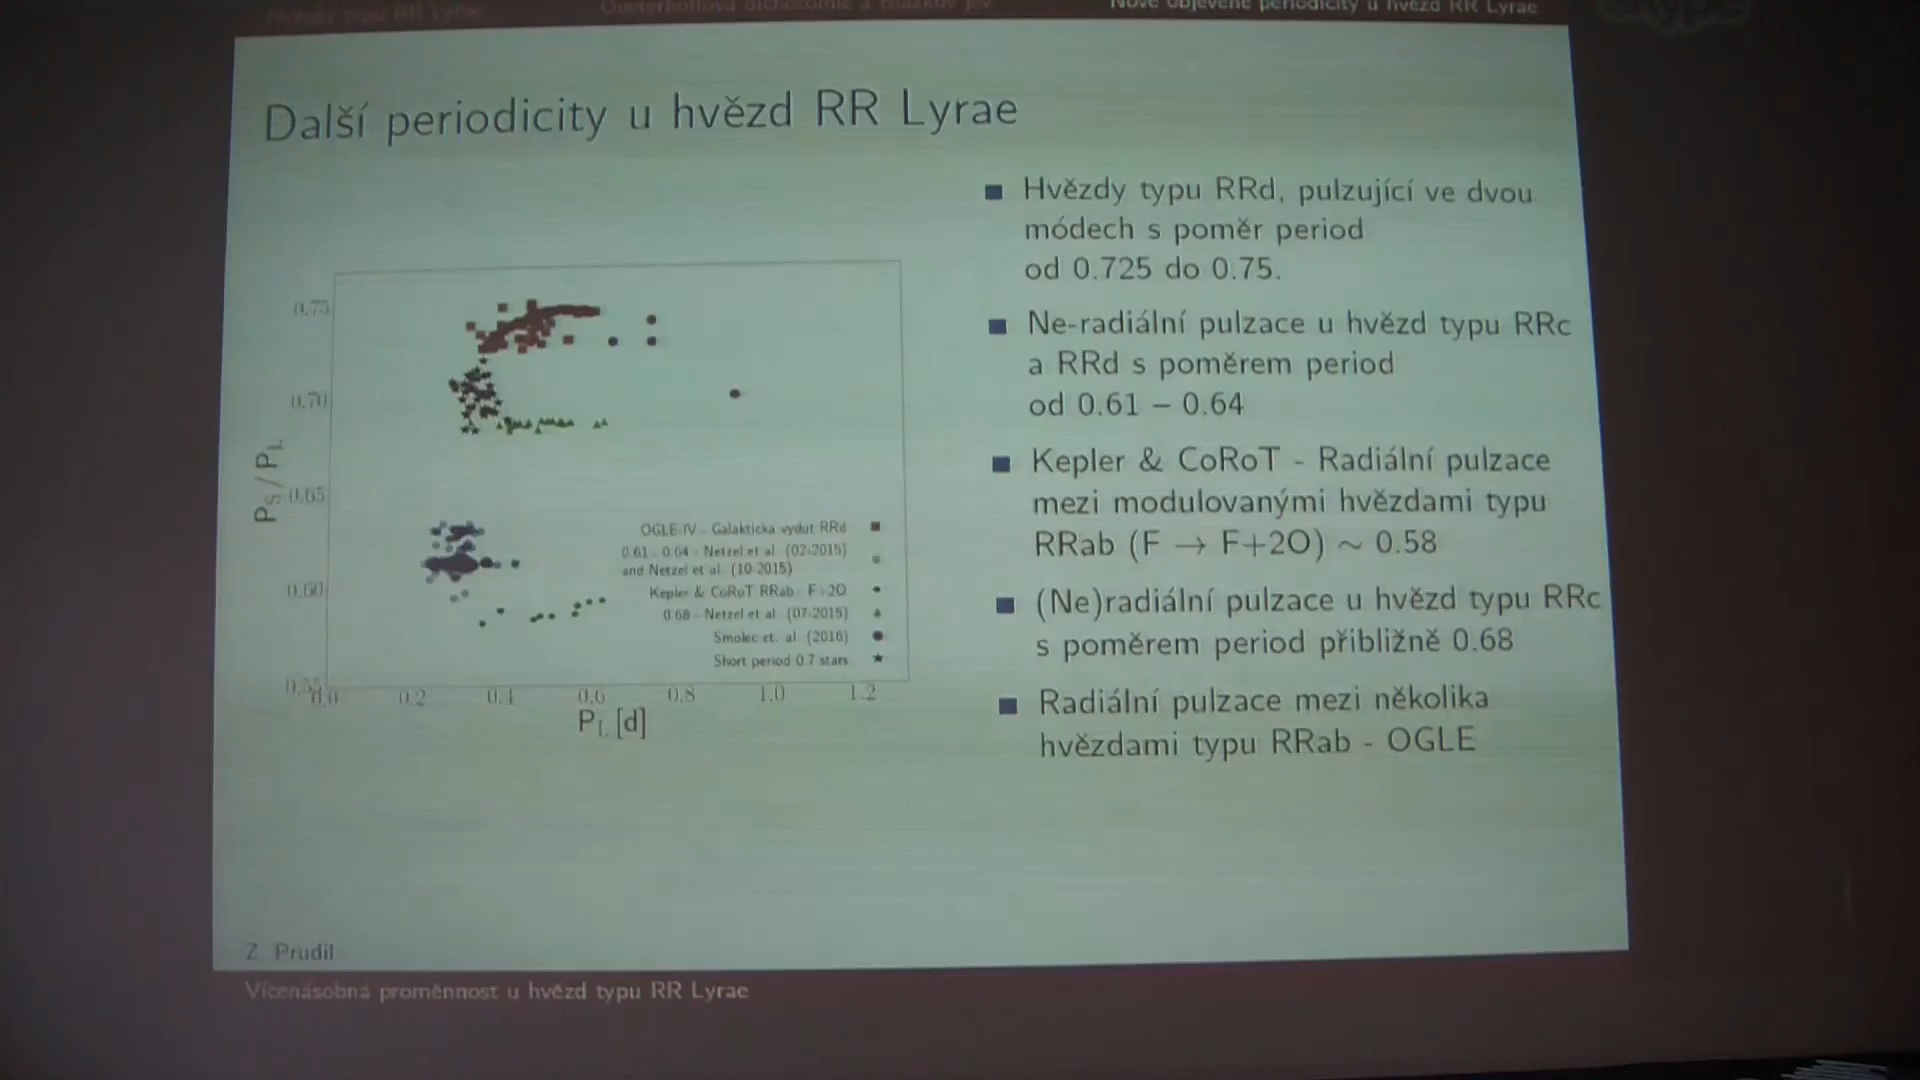 Hvězdy typu RR Lyrae
Oosterhoffova dichotomie a Blažkův jev
Nově objevené periodicity u hvězd RR Lyrae
skype
Další periodicity u hvězd RR Lyrae
Hvězdy typu RRd, pulzující ve dvou
módech s poměr period
od 0.725 do 0.75.
Ne-radiální pulzace u hvězd typu RRc
a RRd s poměrem period
od 0.61 – 0.64
Kepler & CoRoT - Radiální pulzace
mezi modulovanými hvězdami typu
RRab (F → F+2O) ~ 0.58
(Ne)radiální pulzace u hvězd typu RRc
s poměrem period přibližně 0.68
Radiální pulzace mezi několika
hvězdami typu RRab - OGLE
0.75
0.70
0.65
0.60
0.55
P_S / P_L
OGLE-IV - Galaktická výduť RRd
0.61 - 0.64 - Netzel et al. (02-2015)
and Netzel et al. (10-2015)
Kepler & CoRoT RRab - F+2O
0.68 - Netzel et al. (07-2015)
Smolec et. al. (2016)
Short period 0.7 stars
0.0 0.2 0.4 0.6 0.8 1.0 1.2
P_L [d]
Z. Prudil
Vícenásobná proměnnost u hvězd typu RR Lyrae